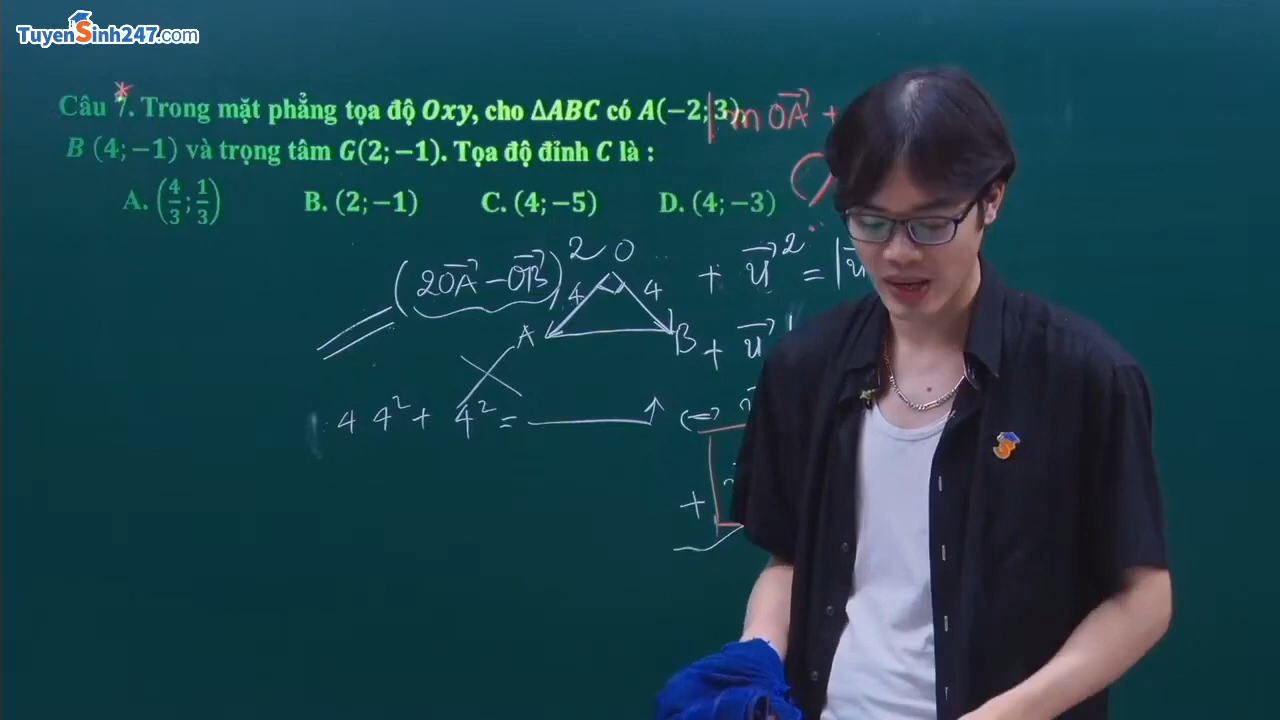 TuyenSinh247.com
Câu 7. Trong mặt phẳng tọa độ Oxy, cho ΔABC có A(−2;3),
B (4;−1) và trọng tâm G(2;−1). Tọa độ đỉnh C là :
A. (4/3; 1/3) B. (2;−1) C. (4;−5) D. (4;−3)
|m OA⃗ +
(2OA⃗ − OB⃗)² O
4 4
A B
+ u⃗² = |u
+ u⃗
4 4² + 4² =
⟺
+